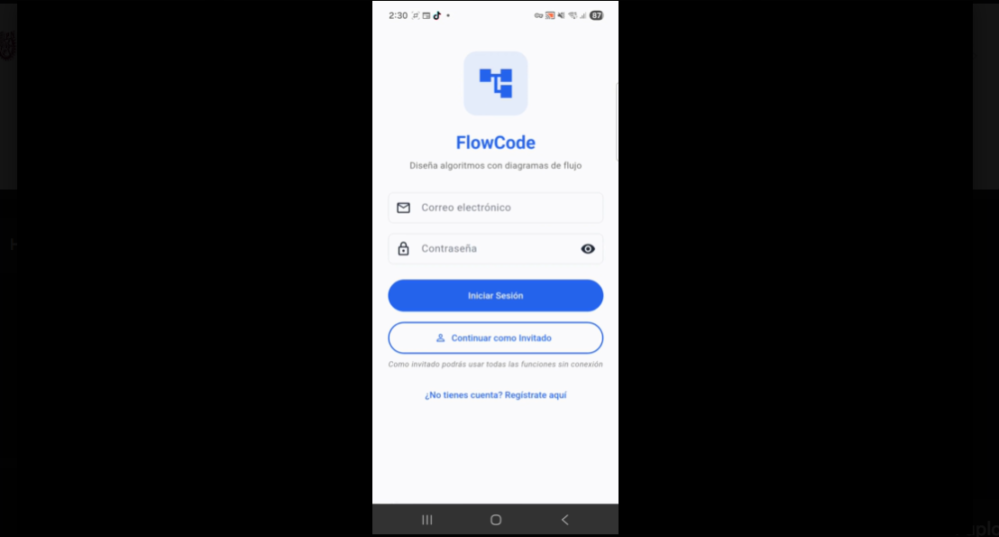 2:30
87
FlowCode
Diseña algoritmos con diagramas de flujo
Correo electrónico
Contraseña
Iniciar Sesión
Continuar como Invitado
Como invitado podrás usar todas las funciones sin conexión
¿No tienes cuenta? Regístrate aquí